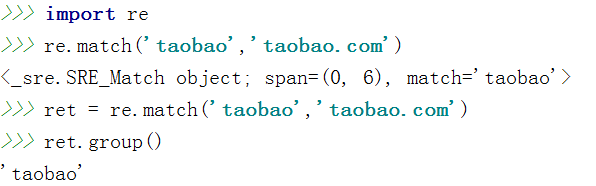 >>> import re
>>> re.match('taobao','taobao.com')
<_sre.SRE_Match object; span=(0, 6), match='taobao'>
>>> ret = re.match('taobao','taobao.com')
>>> ret.group()
'taobao'